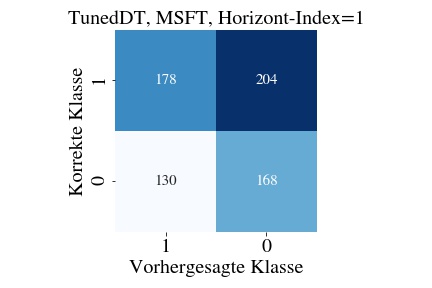 TunedDT, MSFT, Horizont-Index=1
Korrekte Klasse
1
178
204
0
130
168
1
0
Vorhergesagte Klasse